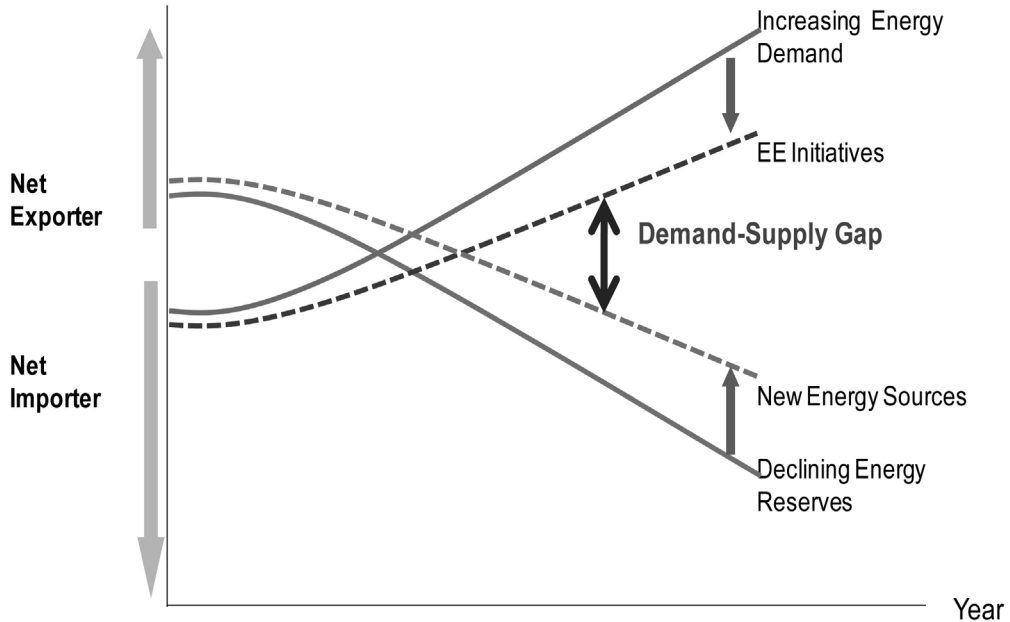 Increasing Energy
Demand
EE Initiatives
Net
Exporter
Demand-Supply Gap
Net
Importer
New Energy Sources
Declining Energy
Reserves
Year